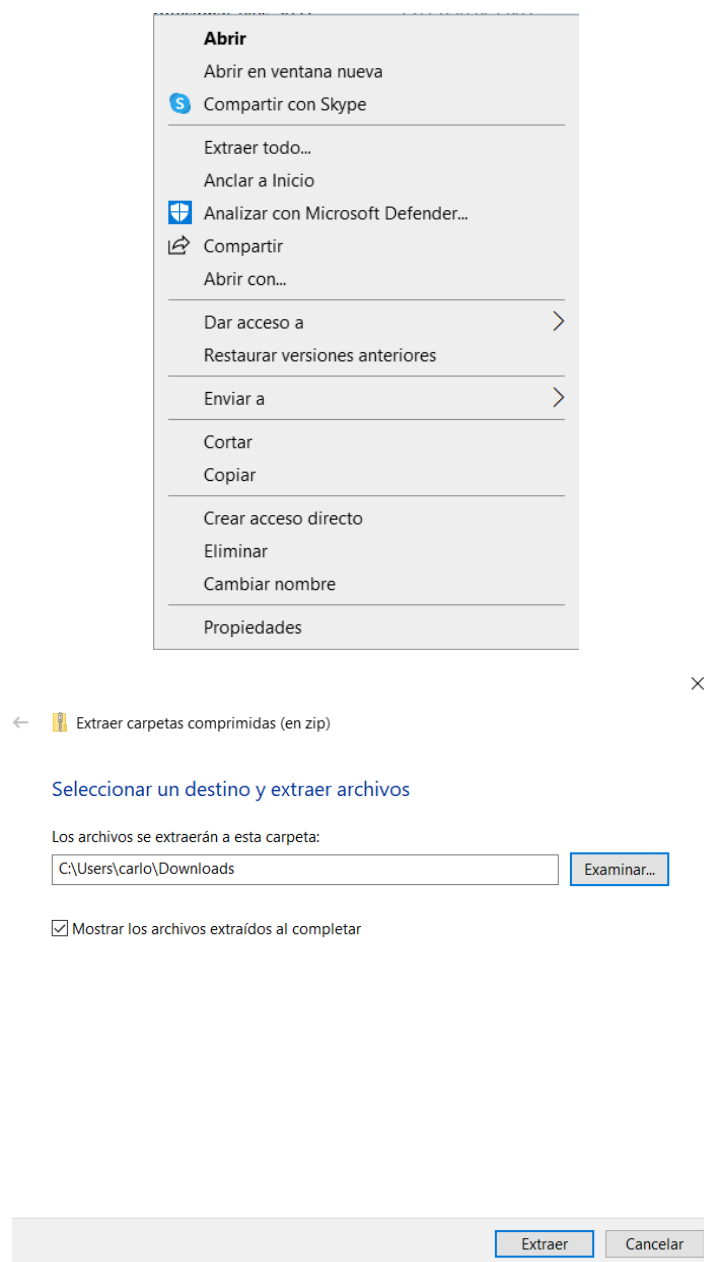 Abrir
Abrir en ventana nueva
Compartir con Skype
Extraer todo...
Anclar a Inicio
Analizar con Microsoft Defender...
Compartir
Abrir con...
Dar acceso a
Restaurar versiones anteriores
Enviar a
Cortar
Copiar
Crear acceso directo
Eliminar
Cambiar nombre
Propiedades
Extraer carpetas comprimidas (en zip)
Seleccionar un destino y extraer archivos
Los archivos se extraerán a esta carpeta:
C:\Users\carlo\Downloads Examinar...
Mostrar los archivos extraídos al completar
Extraer Cancelar